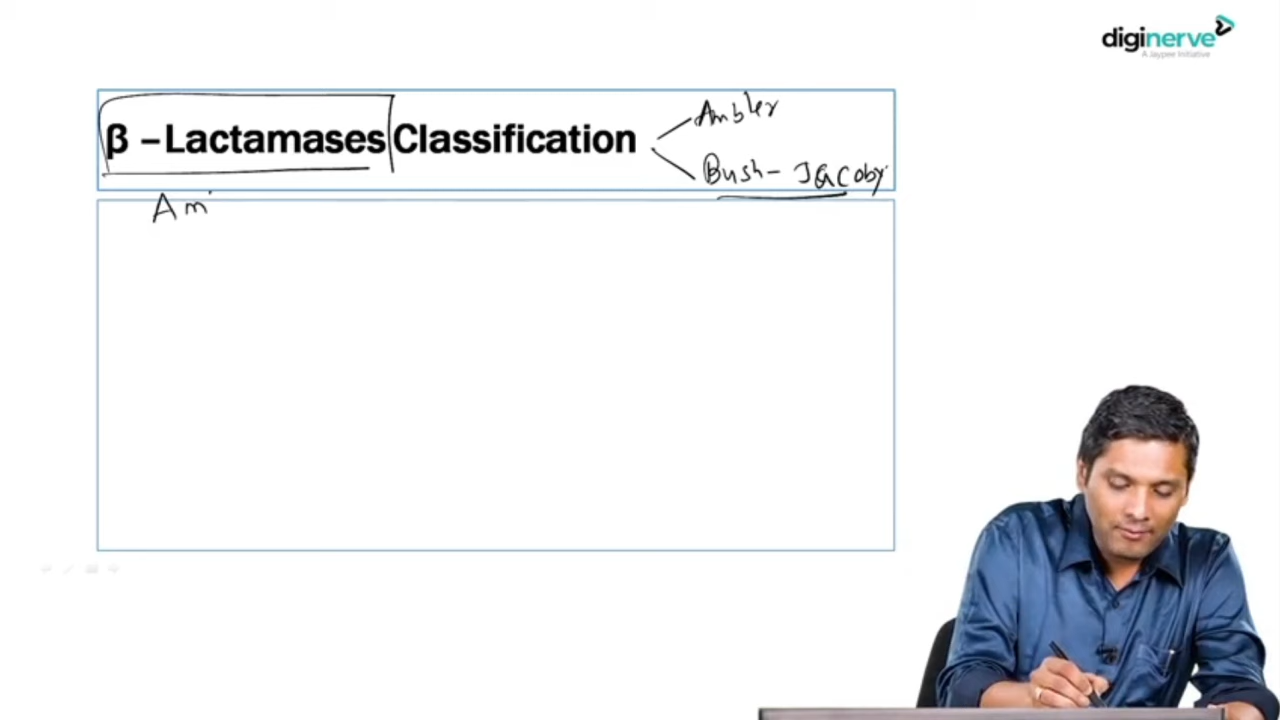 diginerve
A Jaypee Initiative
β – Lactamases Classification
Ambler
Bush - Jacoby
Am